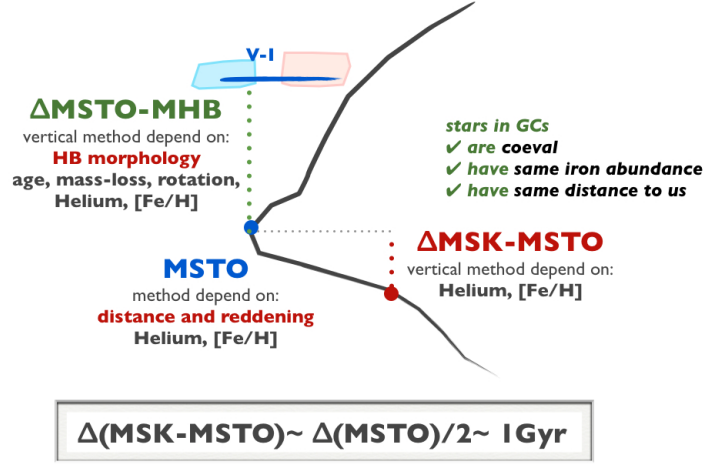 V-I
ΔMSTO-MHB
vertical method depend on:
HB morphology
age, mass-loss, rotation,
Helium, [Fe/H]
stars in GCs
✔ are coeval
✔ have same iron abundance
✔ have same distance to us
ΔMSK-MSTO
vertical method depend on:
Helium, [Fe/H]
MSTO
method depend on:
distance and reddening
Helium, [Fe/H]
Δ(MSK-MSTO)~ Δ(MSTO)/2~ 1Gyr